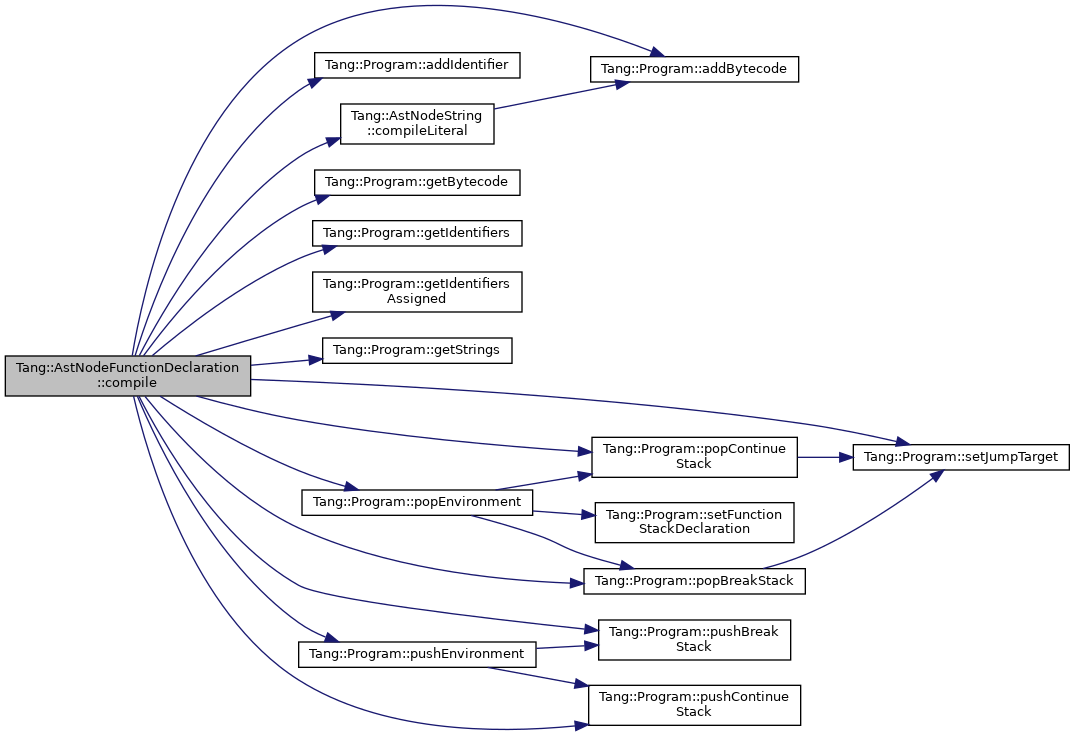 Tang::Program::addIdentifier
Tang::Program::addBytecode
Tang::AstNodeString
::compileLiteral
Tang::Program::getBytecode
Tang::Program::getIdentifiers
Tang::Program::getIdentifiers
Assigned
Tang::Program::getStrings
Tang::AstNodeFunctionDeclaration
::compile
Tang::Program::popContinue
Stack
Tang::Program::setJumpTarget
Tang::Program::popEnvironment
Tang::Program::setFunction
StackDeclaration
Tang::Program::popBreakStack
Tang::Program::pushBreak
Stack
Tang::Program::pushEnvironment
Tang::Program::pushContinue
Stack